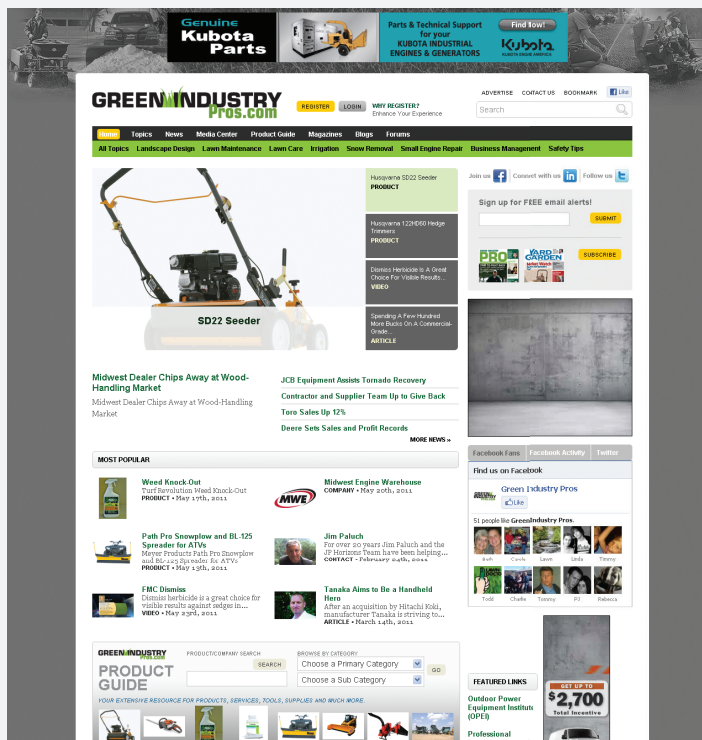 Genuine
Kubota
Parts
Parts & Technical Support
for your
KUBOTA INDUSTRIAL
ENGINES & GENERATORS
Find Now!
Kubota
KUBOTA ENGINE AMERICA
GREEN INDUSTRY
Pros.com
REGISTER
LOGIN
WHY REGISTER?
Enhance Your Experience
ADVERTISE CONTACT US BOOKMARK
Like
Search
Home Topics News Media Center Product Guide Magazines Blogs Forums
All Topics Landscape Design Lawn Maintenance Lawn Care Irrigation Snow Removal Small Engine Repair Business Management Safety Tips
SD22 Seeder
Husqvarna SD22 Seeder
PRODUCT
Husqvarna 122HD60 Hedge
Trimmers
PRODUCT
Dismiss Herbicide Is A Great
Choice For Visible Results...
VIDEO
Spending A Few Hundred
More Bucks On A Commercial-
Grade...
ARTICLE
Join us Connect with us Follow us
Sign up for FREE email alerts!
SUBMIT
PRO
YARD
GARDEN
SUBSCRIBE
Midwest Dealer Chips Away at Wood-
Handling Market
Midwest Dealer Chips Away at Wood-Handling
Market
JCB Equipment Assists Tornado Recovery
Contractor and Supplier Team Up to Give Back
Toro Sales Up 12%
Deere Sets Sales and Profit Records
MORE NEWS »
MOST POPULAR
Weed Knock-Out
Turf Revolution Weed Knock-Out
PRODUCT • May 17th, 2011
MWE
Midwest Engine Warehouse
COMPANY • May 20th, 2011
Path Pro Snowplow and BL-125
Spreader for ATVs
Meyer Products Path Pro Snowplow
and BL-125 Spreader for ATVs
PRODUCT • May 13th, 2011
Jim Paluch
For over 20 years Jim Paluch and the
JP Horizons Team have been helping...
CONTACT • February 24th, 2011
FMC Dismiss
Dismiss herbicide is a great choice for
visible results against sedges in...
VIDEO • May 23rd, 2011
Tanaka Aims to Be a Handheld
Hero
After an acquisition by Hitachi Koki,
manufacturer Tanaka is striving to...
ARTICLE • March 14th, 2011
Facebook Fans Facebook Activity Twitter
Find us on Facebook
Green Industry Pros
Like
51 people like GreenIndustry Pros.
Carole Lawn Linda Timmy
Todd Charlie Tommy PJ Rebecca
GREEN INDUSTRY
Pros.com
PRODUCT
GUIDE
PRODUCT/COMPANY SEARCH
SEARCH
BROWSE BY CATEGORY
Choose a Primary Category
Choose a Sub Category
GO
YOUR EXTENSIVE RESOURCE FOR PRODUCTS, SERVICES, TOOLS, SUPPLIES AND MUCH MORE.
FEATURED LINKS
Outdoor Power
Equipment Institute
(OPEI)
Professional
GET UP TO
$2,700
Total Incentive